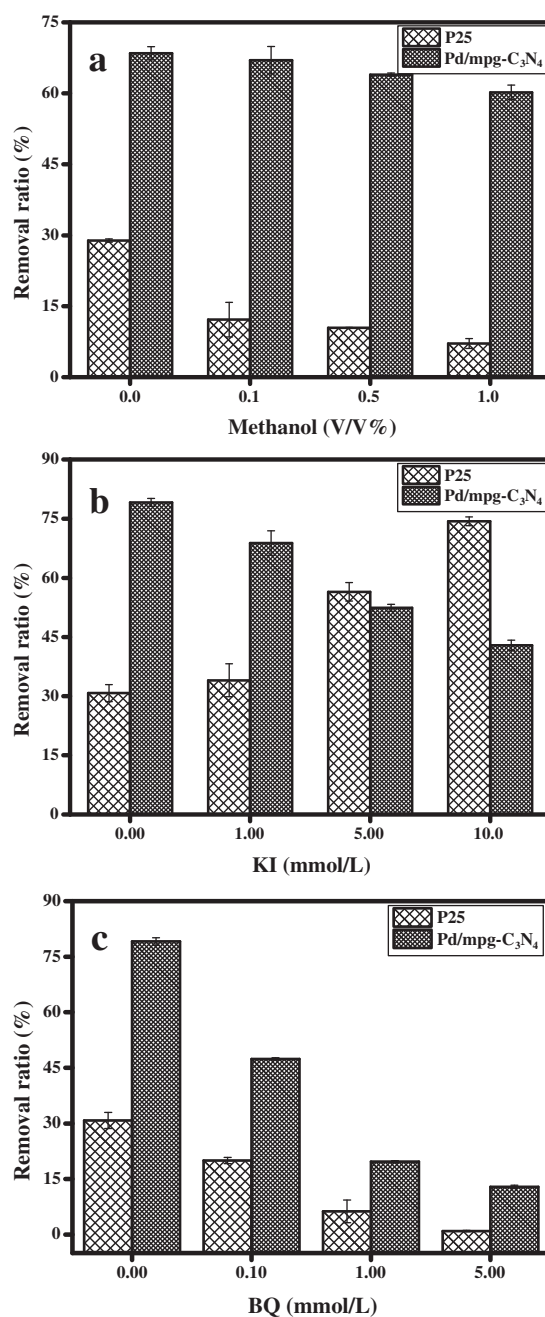 75
60
45
30
15
0
Removal ratio (%)
a
P25
Pd/mpg-C₃N₄
0.0 0.1 0.5 1.0
Methanol (V/V%)
90
75
60
45
30
15
0
Removal ratio (%)
b
P25
Pd/mpg-C₃N₄
0.00 1.00 5.00 10.0
KI (mmol/L)
90
75
60
45
30
15
0
Removal ratio (%)
c
P25
Pd/mpg-C₃N₄
0.00 0.10 1.00 5.00
BQ (mmol/L)